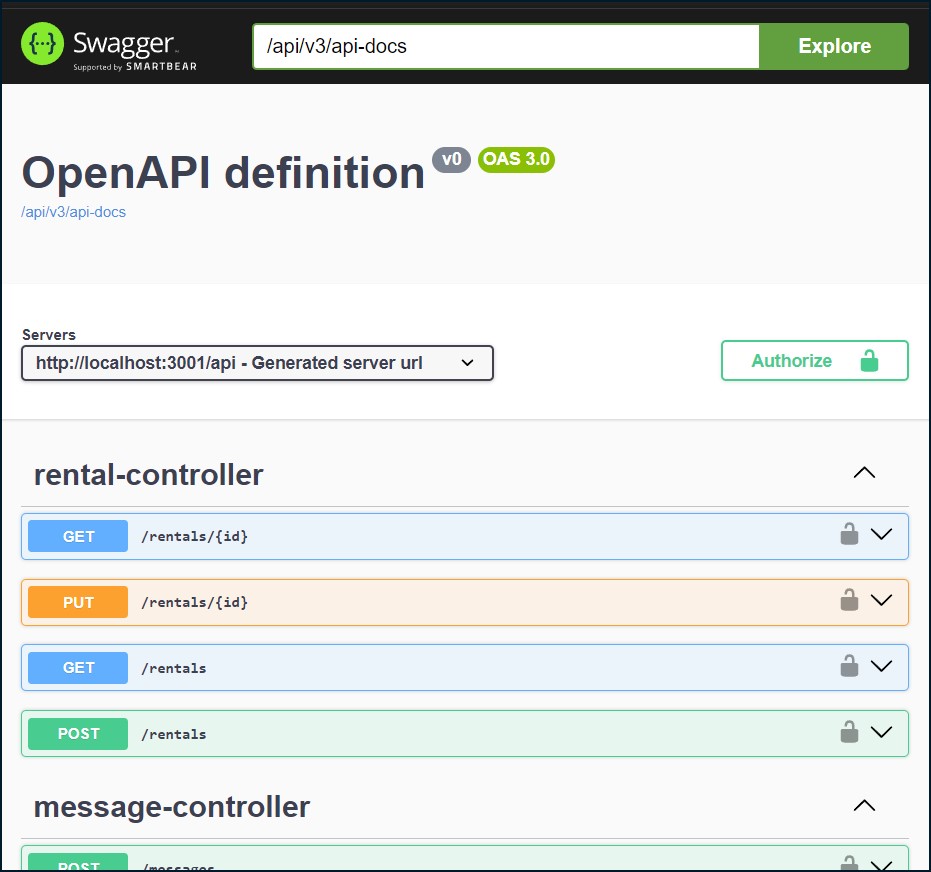 Swagger
Supported by SMARTBEAR
/api/v3/api-docs
Explore
OpenAPI definition
v0
OAS 3.0
/api/v3/api-docs
Servers
http://localhost:3001/api - Generated server url
Authorize
rental-controller
GET /rentals/{id}
PUT /rentals/{id}
GET /rentals
POST /rentals
message-controller
POST /messages